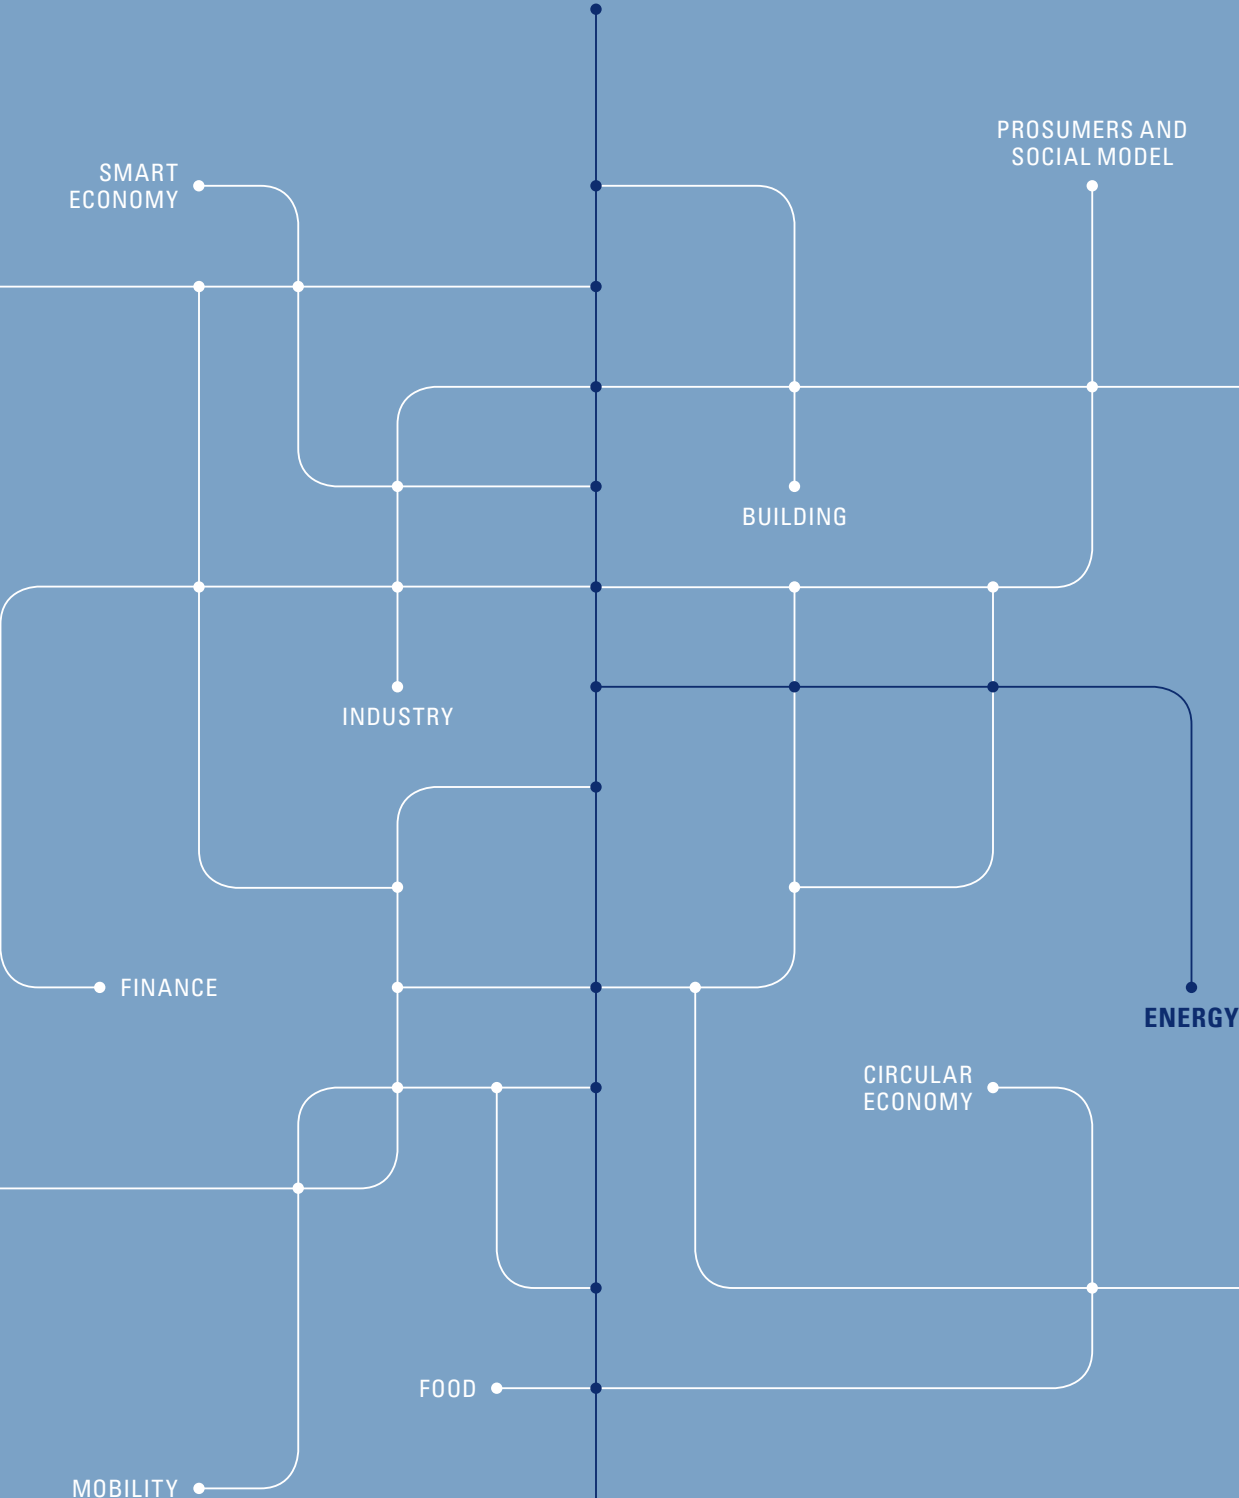 PROSUMERS AND
SOCIAL MODEL
SMART
ECONOMY
BUILDING
INDUSTRY
FINANCE
ENERGY
CIRCULAR
ECONOMY
FOOD
MOBILITY